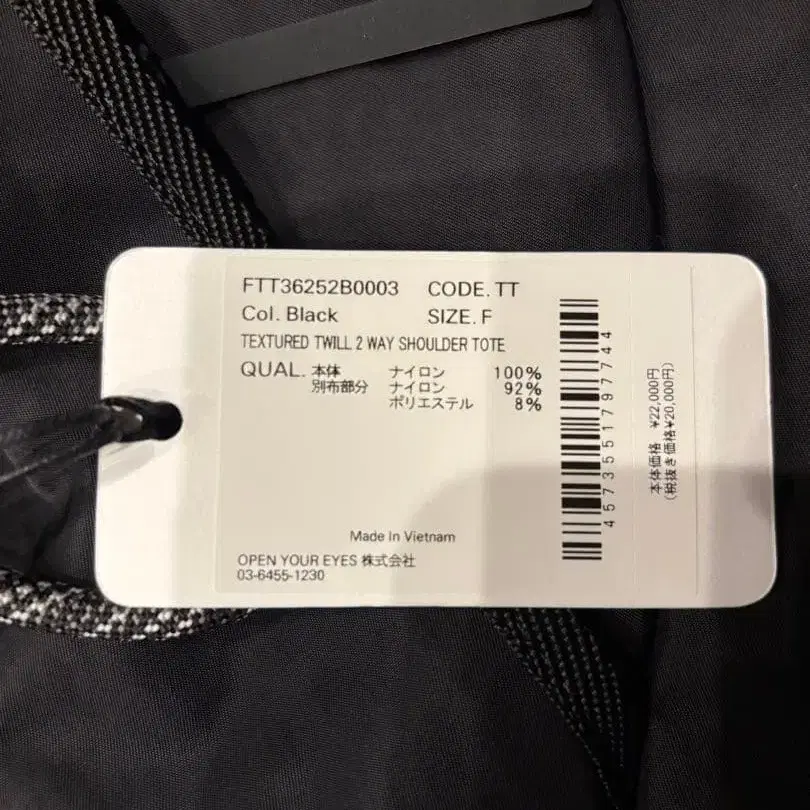 FTT36252B0003 CODE. TT
Col. Black SIZE. F
TEXTURED TWILL 2 WAY SHOULDER TOTE
QUAL. 本体 ナイロン 100%
別布部分 ナイロン 92%
ポリエステル 8%
Made In Vietnam
OPEN YOUR EYES 株式会社
03-6455-1230
4573551797744
本体価格 ¥22,000円
(税抜き価格¥20,000円)